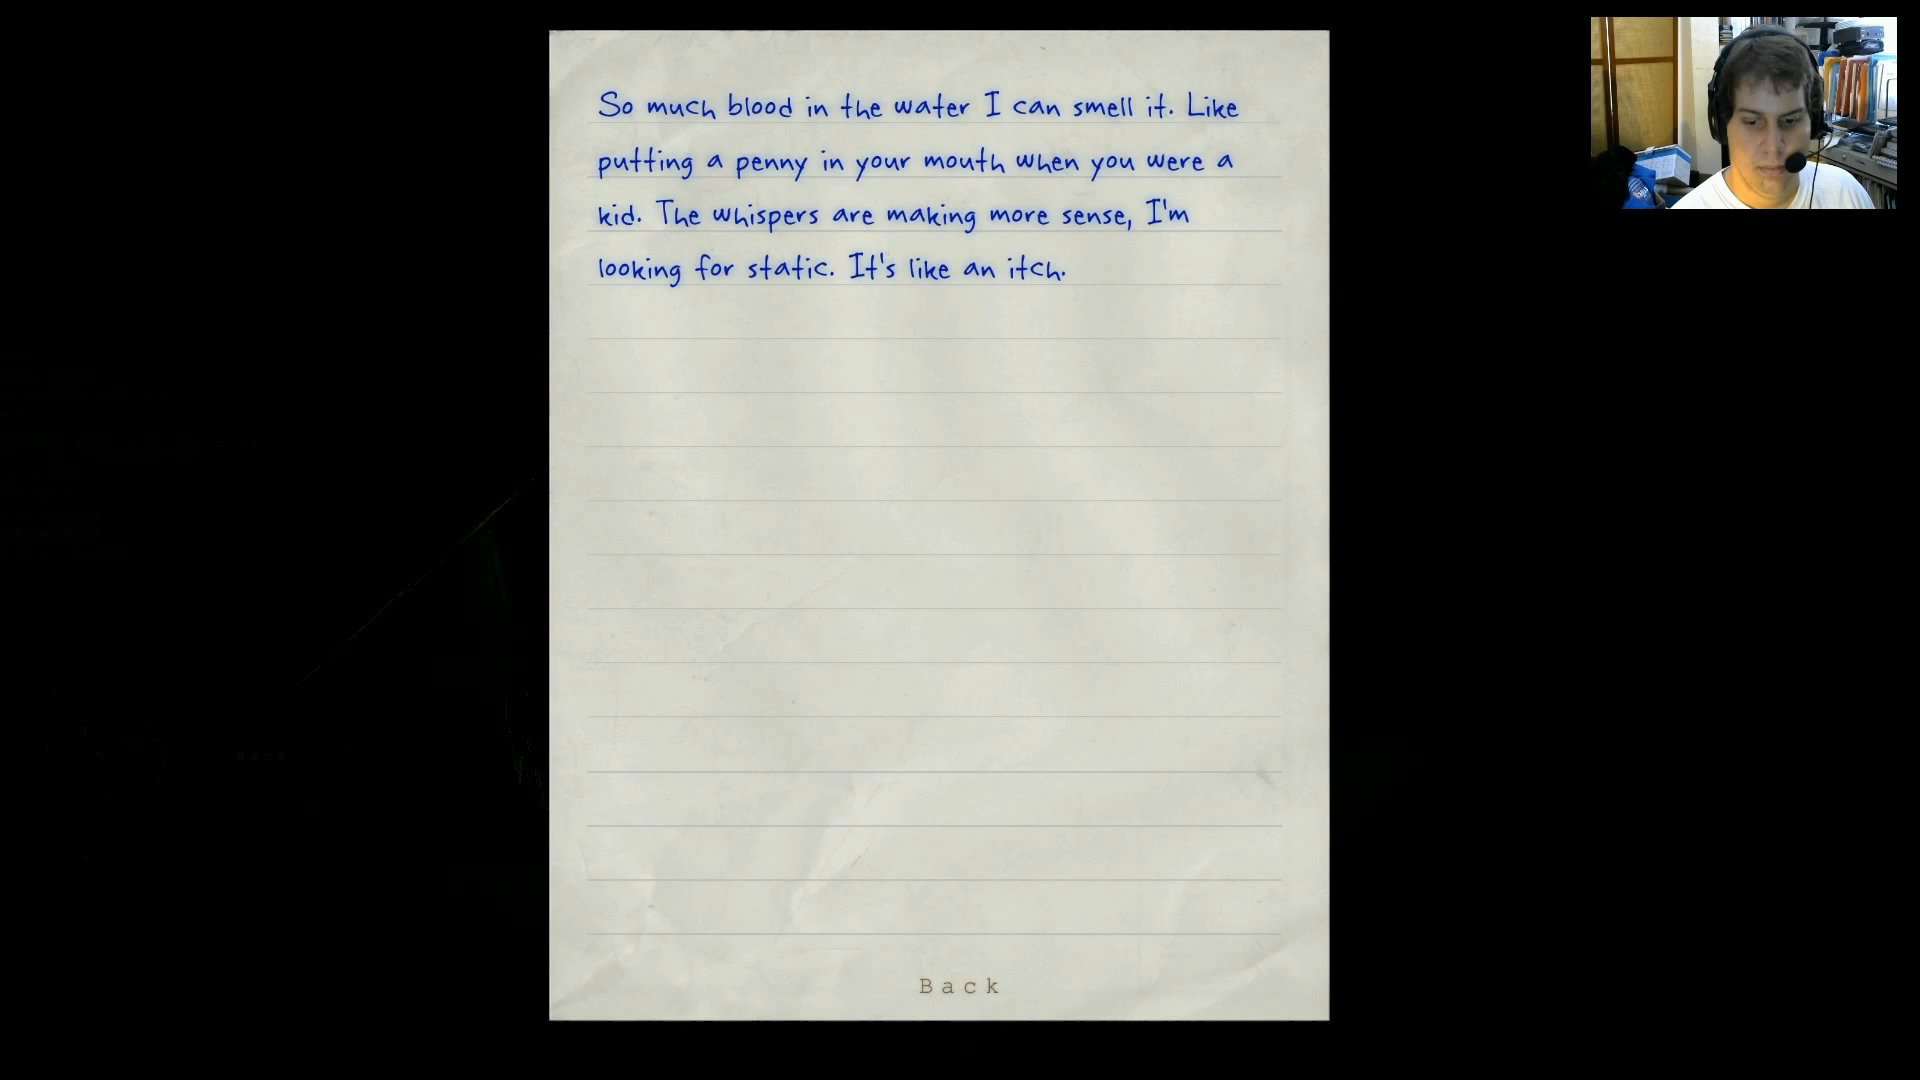 So much blood in the water I can smell it. Like
putting a penny in your mouth when you were a
kid. The whispers are making more sense, I'm
looking for static. It's like an itch.
Back
Back